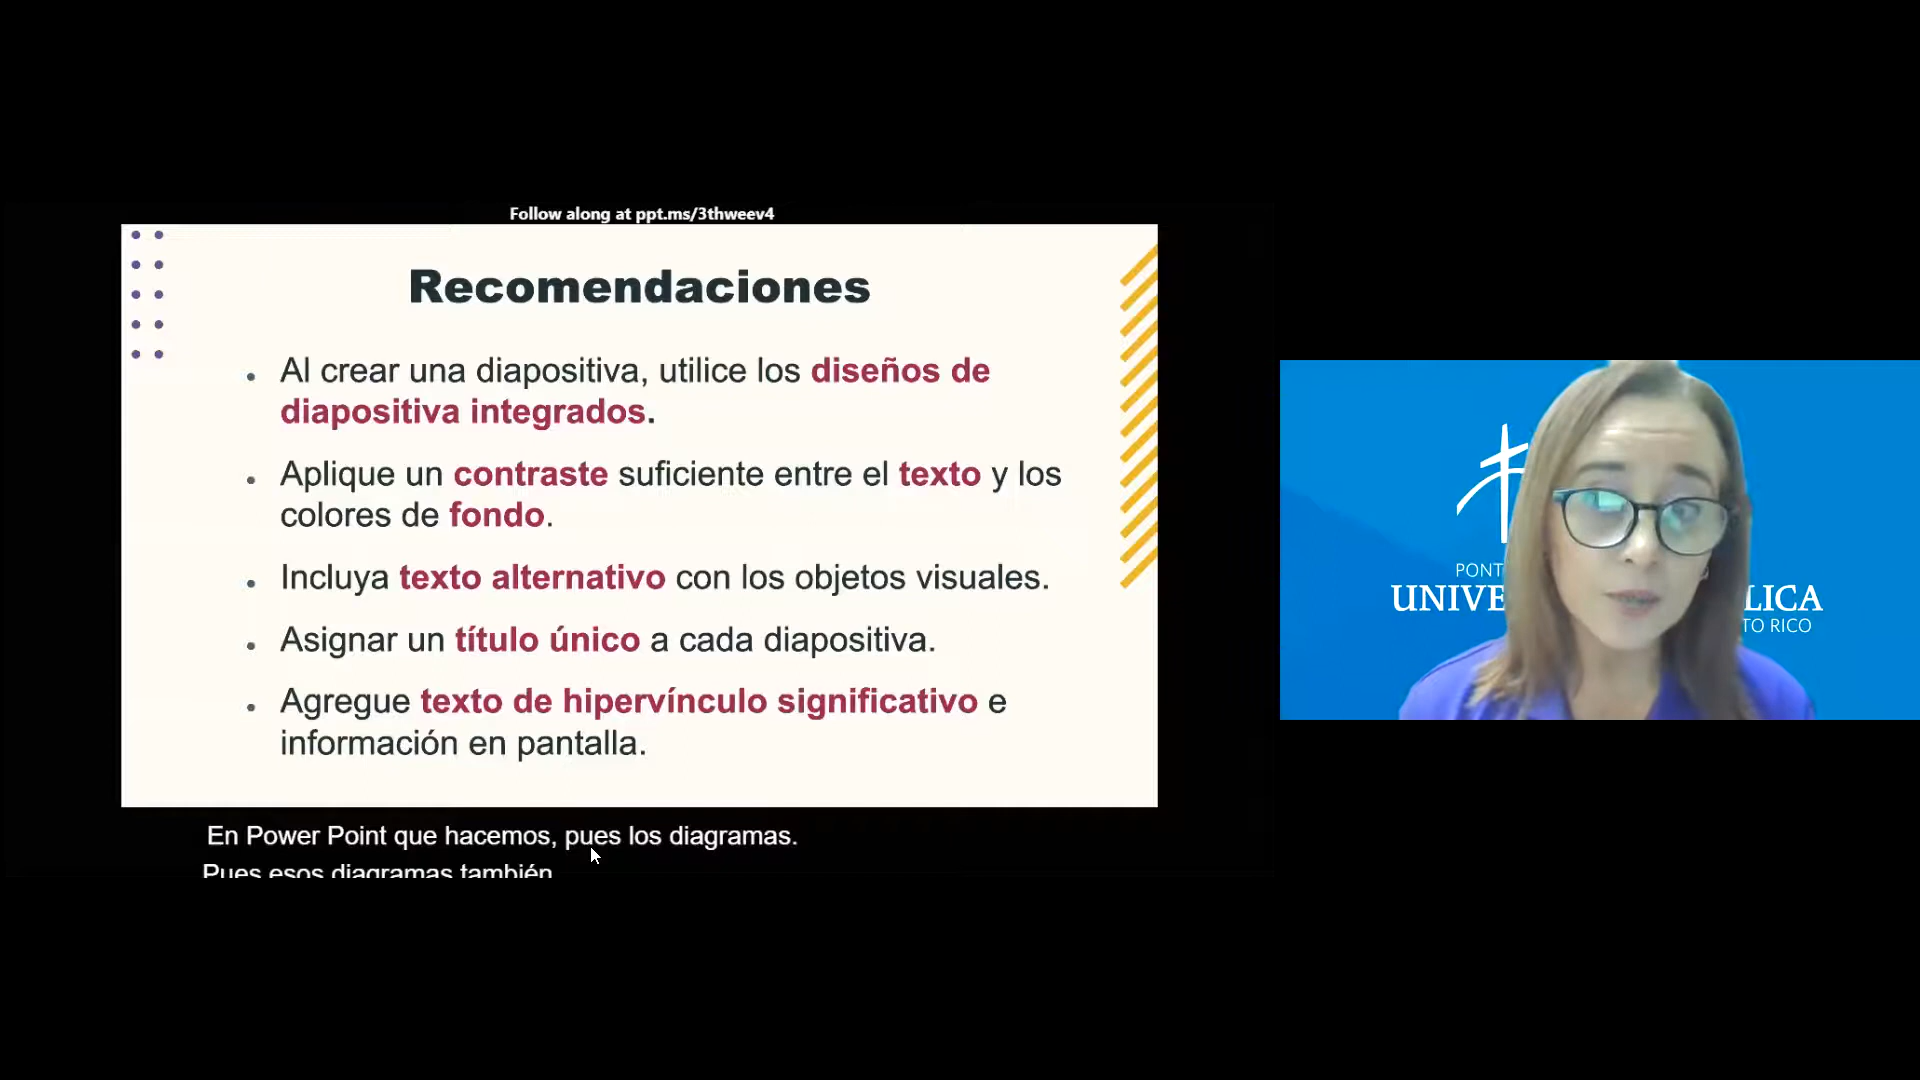 Follow along at ppt.ms/3thweev4
Recomendaciones
• Al crear una diapositiva, utilice los diseños de
diapositiva integrados.
• Aplique un contraste suficiente entre el texto y los
colores de fondo.
• Incluya texto alternativo con los objetos visuales.
• Asignar un título único a cada diapositiva.
• Agregue texto de hipervínculo significativo e
información en pantalla.
En Power Point que hacemos, pues los diagramas.
Pues esos diagramas también
PONT
UNIVE LICA
TO RICO